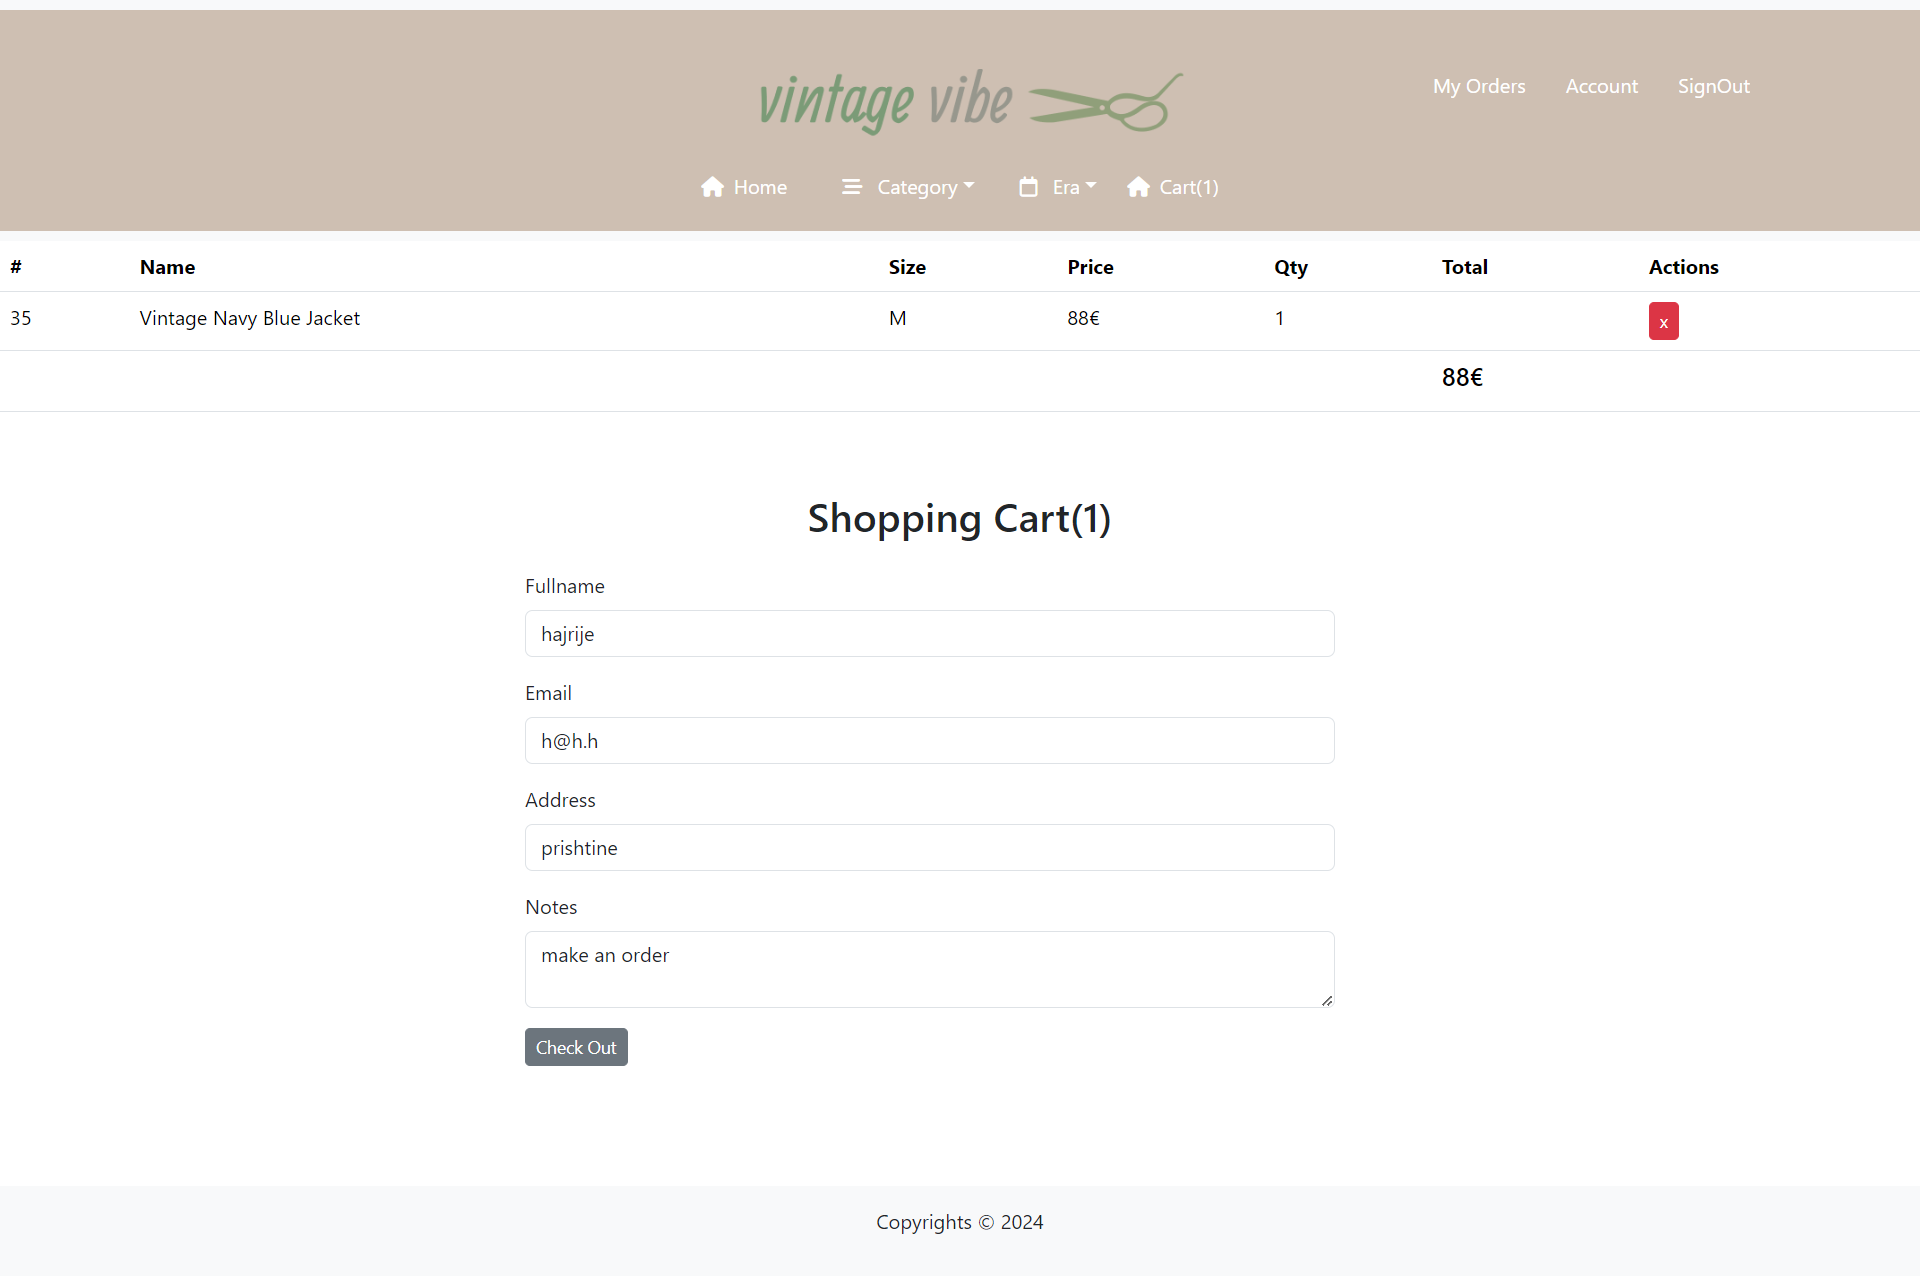 vintage vibe
My Orders Account SignOut
Home Category Era Cart(1)
# Name Size Price Qty Total Actions
35 Vintage Navy Blue Jacket M 88€ 1 x
88€
Shopping Cart(1)
Fullname
hajrije
Email
h@h.h
Address
prishtine
Notes
make an order
Check Out
Copyrights © 2024